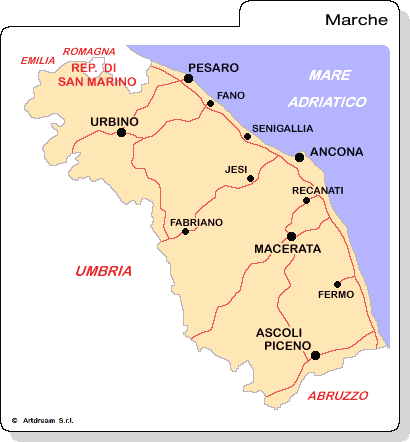 Marche
EMILIA ROMAGNA
REP. DI
SAN MARINO
PESARO
MARE
ADRIATICO
FANO
URBINO
SENIGALLIA
ANCONA
JESI
RECANATI
FABRIANO
MACERATA
UMBRIA
FERMO
ASCOLI
PICENO
ABRUZZO
© Artdream S.r.l.